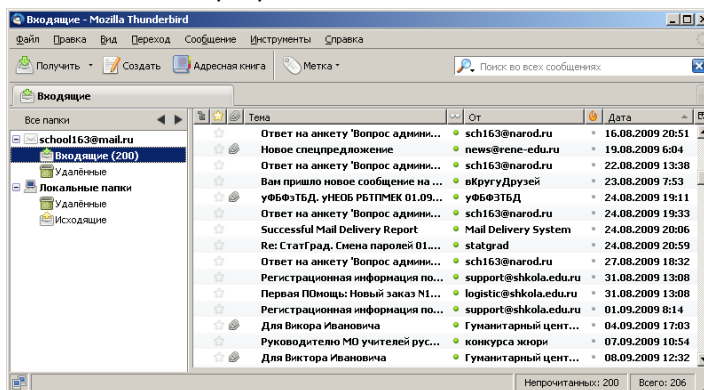 Входящие - Mozilla Thunderbird
Файл Правка Вид Переход Сообщение Инструменты Справка
Получить Создать Адресная книга Метка Поиск во всех сообщениях
Входящие
Все папки
school163@mail.ru
Входящие (200)
Удалённые
Локальные папки
Удалённые
Исходящие
Тема От Дата
Ответ на анкету 'Вопрос админи... sch163@narod.ru 16.08.2009 20:51
Новое спецпредложение news@rene-edu.ru 19.08.2009 6:04
Ответ на анкету 'Вопрос админи... sch163@narod.ru 22.08.2009 13:38
Вам пришло новое сообщение на ... вКругуДрузей 23.08.2009 7:53
уФБФзТБД. уНЕОБ РБТПМЕК 01.09... уФБФЗТБД 24.08.2009 19:11
Ответ на анкету 'Вопрос админи... sch163@narod.ru 24.08.2009 19:33
Successful Mail Delivery Report Mail Delivery System 24.08.2009 20:06
Re: СтатГрад. Смена паролей 01.... statgrad 24.08.2009 20:59
Ответ на анкету 'Вопрос админи... sch163@narod.ru 27.08.2009 18:32
Регистрационная информация по... support@shkola.edu.ru 31.08.2009 13:08
Первая ПОмощь: Новый заказ N1... logistic@shkola.edu.ru 31.08.2009 13:08
Регистрационная информация по... support@shkola.edu.ru 01.09.2009 8:14
Для Викора Ивановича Гуманитарный цент... 04.09.2009 17:03
Руководителю МО учителей рус... конкурса жюри 07.09.2009 10:54
Для Виктора Ивановича Гуманитарный цент... 08.09.2009 12:32
Непрочитанных: 200 Всего: 206